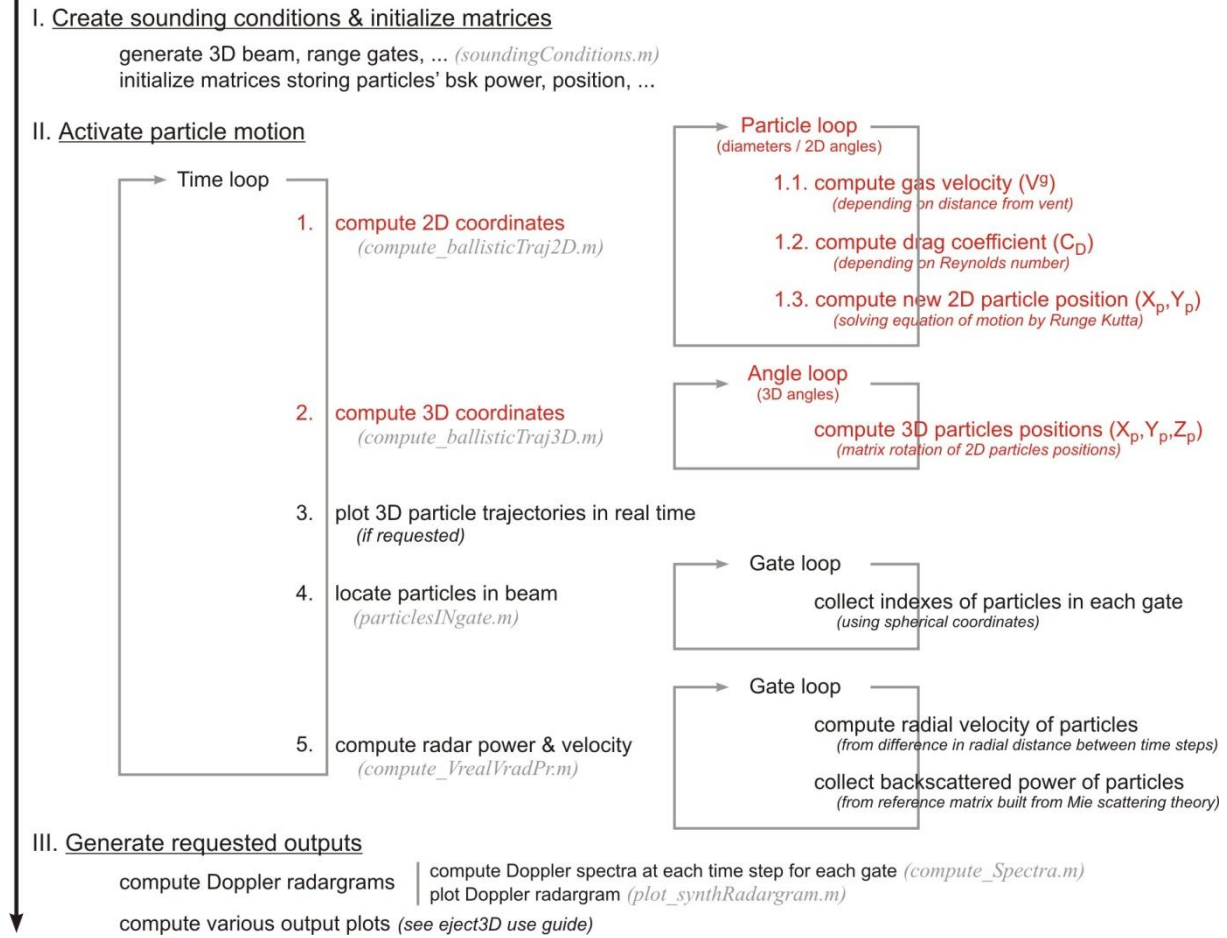 I. Create sounding conditions & initialize matrices
generate 3D beam, range gates, ... (soundingConditions.m)
initialize matrices storing particles' bsk power, position, ...
II. Activate particle motion
Time loop
1. compute 2D coordinates
(compute_ballisticTraj2D.m)
Particle loop
(diameters / 2D angles)
1.1. compute gas velocity (Vg)
(depending on distance from vent)
1.2. compute drag coefficient (CD)
(depending on Reynolds number)
1.3. compute new 2D particle position (Xp,Yp)
(solving equation of motion by Runge Kutta)
2. compute 3D coordinates
(compute_ballisticTraj3D.m)
Angle loop
(3D angles)
compute 3D particles positions (Xp,Yp,Zp)
(matrix rotation of 2D particles positions)
3. plot 3D particle trajectories in real time
(if requested)
4. locate particles in beam
(particlesINgate.m)
Gate loop
collect indexes of particles in each gate
(using spherical coordinates)
5. compute radar power & velocity
(compute_VrealVradPr.m)
Gate loop
compute radial velocity of particles
(from difference in radial distance between time steps)
collect backscattered power of particles
(from reference matrix built from Mie scattering theory)
III. Generate requested outputs
compute Doppler radargrams
compute Doppler spectra at each time step for each gate (compute_Spectra.m)
plot Doppler radargram (plot_synthRadargram.m)
compute various output plots (see eject3D use guide)